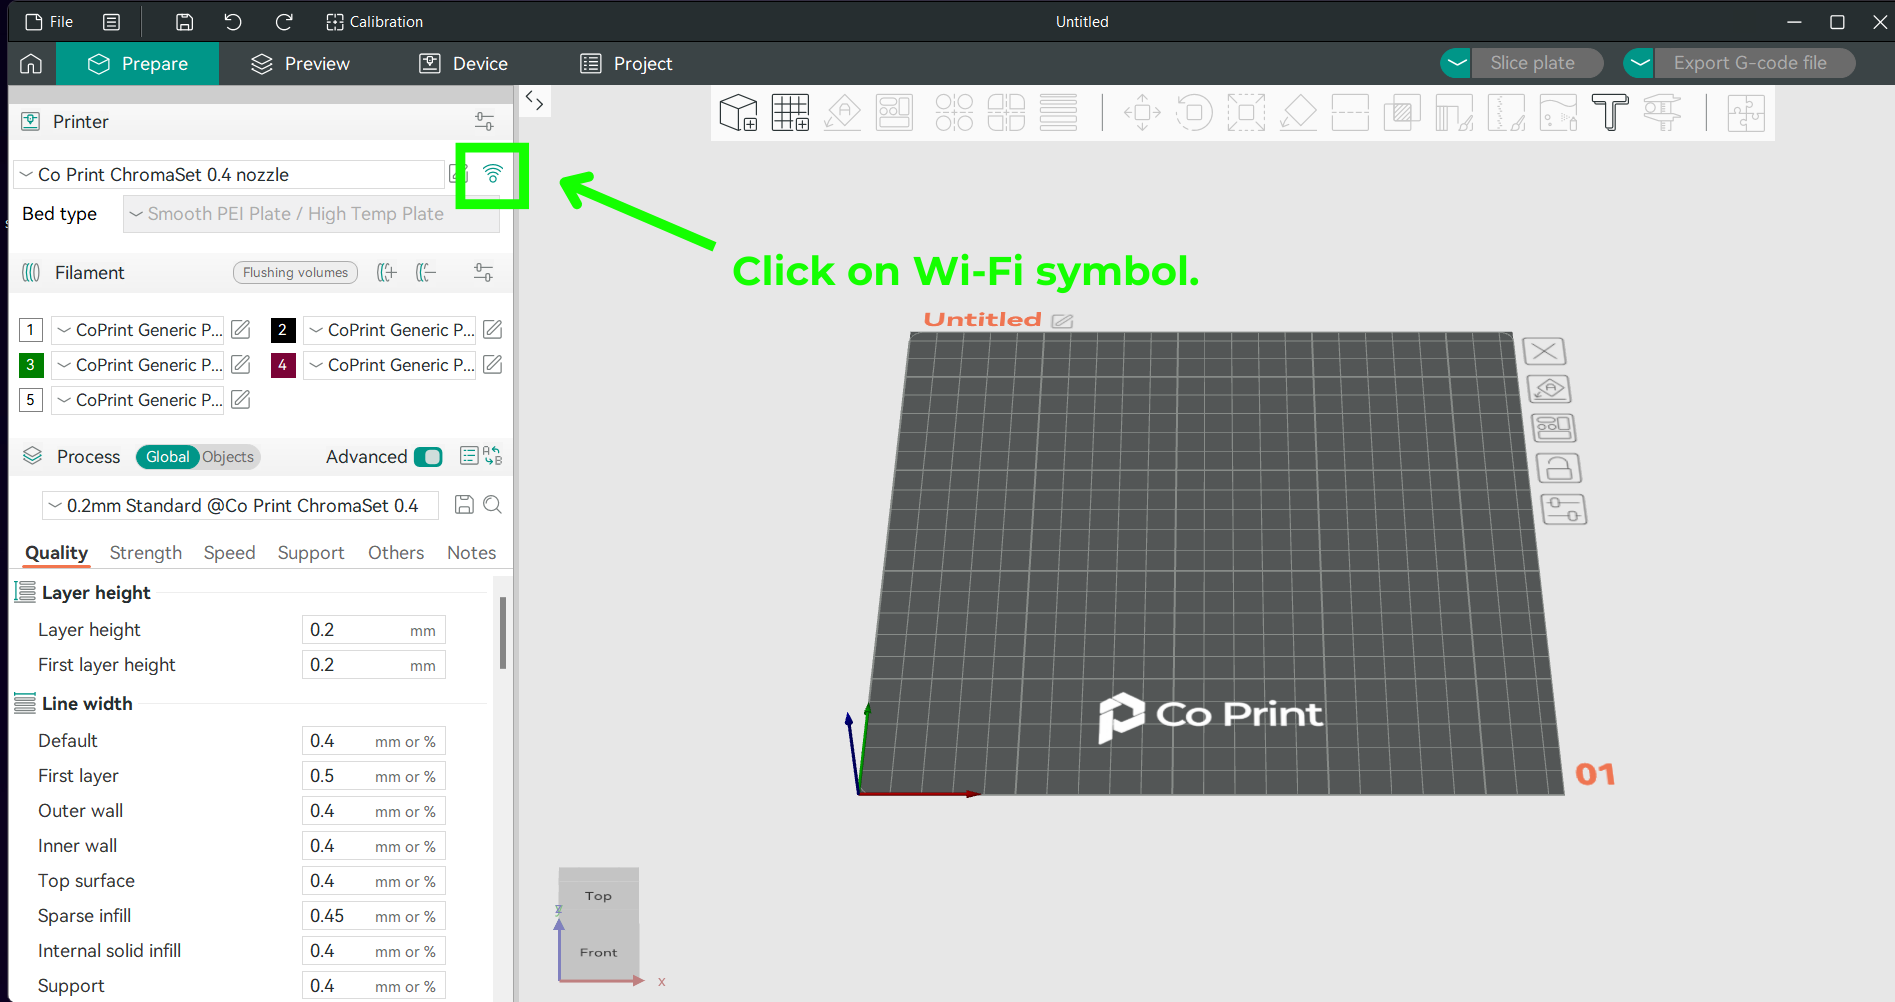 File
Calibration
Untitled
Prepare
Preview
Device
Project
Slice plate
Export G-code file
Printer
Co Print ChromaSet 0.4 nozzle
Bed type
Smooth PEI Plate / High Temp Plate
Click on Wi-Fi symbol.
Filament
Flushing volumes
1 CoPrint Generic P...
2 CoPrint Generic P...
3 CoPrint Generic P...
4 CoPrint Generic P...
5 CoPrint Generic P...
Process
Global
Objects
Advanced
0.2mm Standard @Co Print ChromaSet 0.4
Quality
Strength
Speed
Support
Others
Notes
Layer height
Layer height 0.2 mm
First layer height 0.2 mm
Line width
Default 0.4 mm or %
First layer 0.5 mm or %
Outer wall 0.4 mm or %
Inner wall 0.4 mm or %
Top surface 0.4 mm or %
Sparse infill 0.45 mm or %
Internal solid infill 0.4 mm or %
Support 0.4 mm or %
Untitled
Co Print
01
Top
Front
z
x